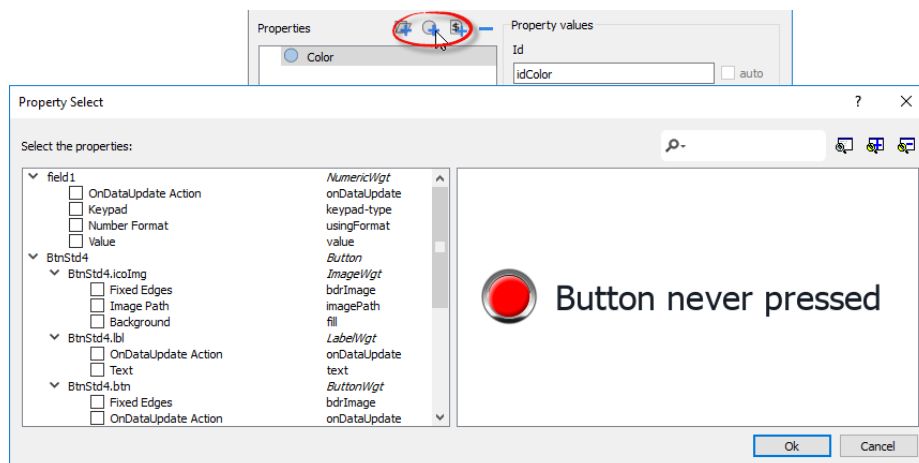 Properties
Property values
Color
Id
idColor
auto
Property Select
?
Select the properties:
field1 NumericWgt
OnDataUpdate Action onDataUpdate
Keypad keypad-type
Number Format usingFormat
Value value
BtnStd4 Button
BtnStd4.icoImg ImageWgt
Fixed Edges bdrImage
Image Path imagePath
Background fill
BtnStd4.lbl LabelWgt
OnDataUpdate Action onDataUpdate
Text text
BtnStd4.btn ButtonWgt
Fixed Edges bdrImage
OnDataUpdate Action onDataUpdate
Button never pressed
Ok Cancel